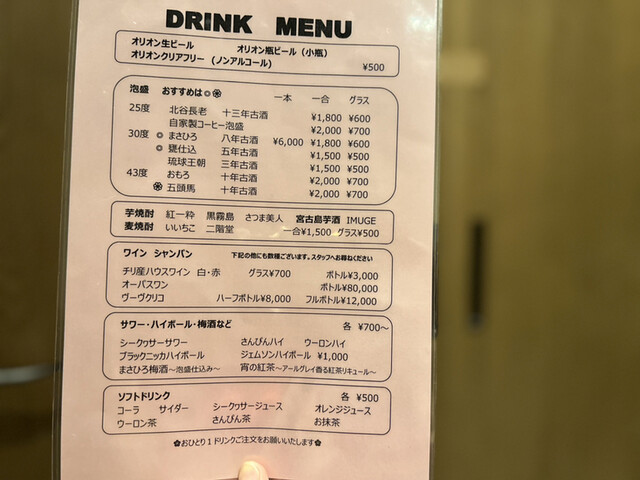 DRINK MENU
オリオン生ビール オリオン瓶ビール（小瓶）
オリオンクリアフリー （ノンアルコール） ¥500
泡盛 おすすめは◎֍ 一本 一合 グラス
25度 北谷長老 十三年古酒 ¥1,800 ¥600
自家製コーヒー泡盛 ¥2,000 ¥700
30度 ◎ まさひろ 八年古酒 ¥6,000 ¥1,800 ¥600
◎ 甕仕込 五年古酒 ¥1,500 ¥500
琉球王朝 三年古酒 ¥1,500 ¥500
43度 おもろ 十年古酒 ¥2,000 ¥700
֍ 五頭馬 十年古酒 ¥2,000 ¥700
芋焼酎 紅一粋 黒霧島 さつま美人 宮古島芋酒 IMUGE
麦焼酎 いいちこ 二階堂 一合¥1,500 グラス¥500
ワイン シャンパン 下記の他にも数種ございます。スタッフへお尋ねください
チリ産ハウスワイン 白・赤 グラス¥700 ボトル¥3,000
オーパスワン ボトル¥80,000
ヴーヴクリコ ハーフボトル¥8,000 フルボトル¥12,000
サワー・ハイボール・梅酒など 各 ¥700～
シークヮサーサワー さんぴんハイ ウーロンハイ
ブラックニッカハイボール ジェムソンハイボール ¥1,000
まさひろ梅酒～泡盛仕込み～ 宵の紅茶～アールグレイ香る紅茶リキュール～
ソフトドリンク 各 ¥500
コーラ サイダー シークヮサージュース オレンジジュース
ウーロン茶 さんぴん茶 お抹茶
✿おひとり１ドリンクご注文をお願いいたします✿